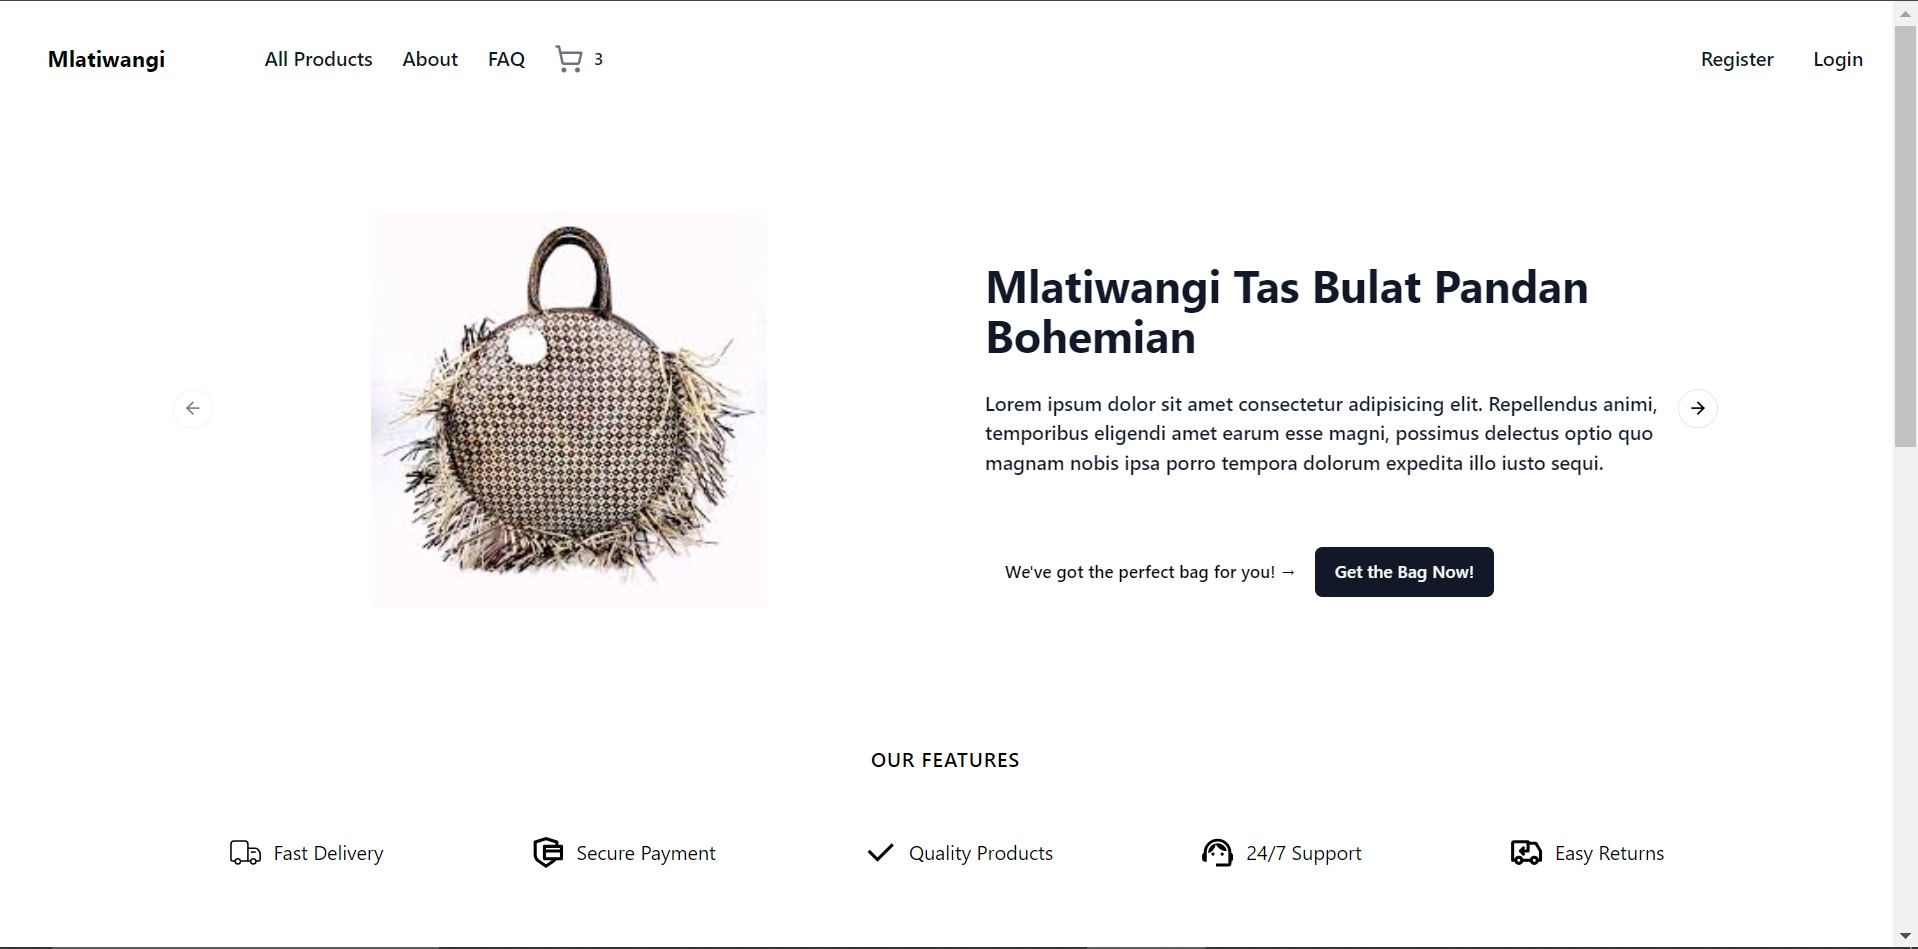 Mlatiwangi
All Products
About
FAQ
3
Register
Login
Mlatiwangi Tas Bulat Pandan
Bohemian
Lorem ipsum dolor sit amet consectetur adipisicing elit. Repellendus animi,
temporibus eligendi amet earum esse magni, possimus delectus optio quo
magnam nobis ipsa porro tempora dolorum expedita illo iusto sequi.
We've got the perfect bag for you! →
Get the Bag Now!
OUR FEATURES
Fast Delivery
Secure Payment
Quality Products
24/7 Support
Easy Returns